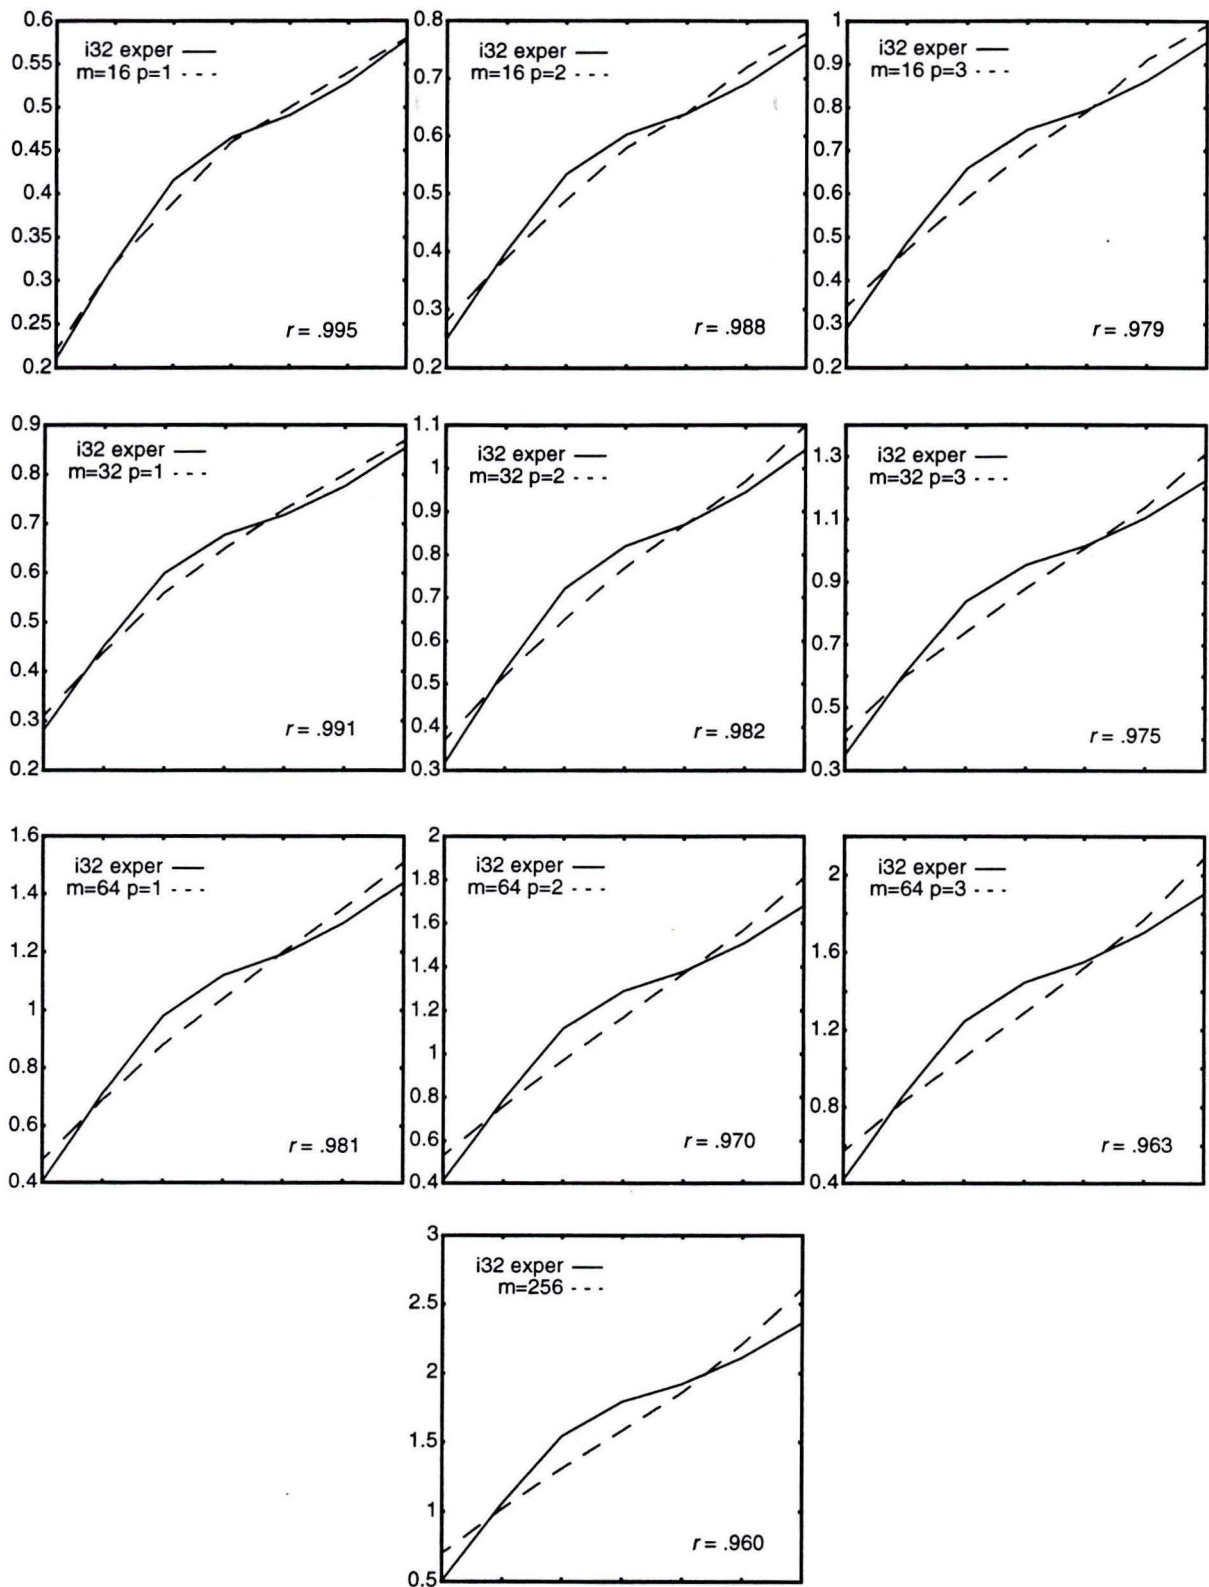 0.6
0.55
0.5
0.45
0.4
0.35
0.3
0.25
0.2
i32 exper
m=16 p=1
r = .995
0.8
0.7
0.6
0.5
0.4
0.3
0.2
i32 exper
m=16 p=2
r = .988
1
0.9
0.8
0.7
0.6
0.5
0.4
0.3
0.2
i32 exper
m=16 p=3
r = .979
0.9
0.8
0.7
0.6
0.5
0.4
0.3
0.2
i32 exper
m=32 p=1
r = .991
1.1
1
0.9
0.8
0.7
0.6
0.5
0.4
0.3
i32 exper
m=32 p=2
r = .982
1.3
1.1
0.9
0.7
0.5
0.3
i32 exper
m=32 p=3
r = .975
1.6
1.4
1.2
1
0.8
0.6
0.4
i32 exper
m=64 p=1
r = .981
2
1.8
1.6
1.4
1.2
1
0.8
0.6
0.4
i32 exper
m=64 p=2
r = .970
2
1.6
1.2
0.8
0.4
i32 exper
m=64 p=3
r = .963
3
2.5
2
1.5
1
0.5
i32 exper
m=256
r = .960